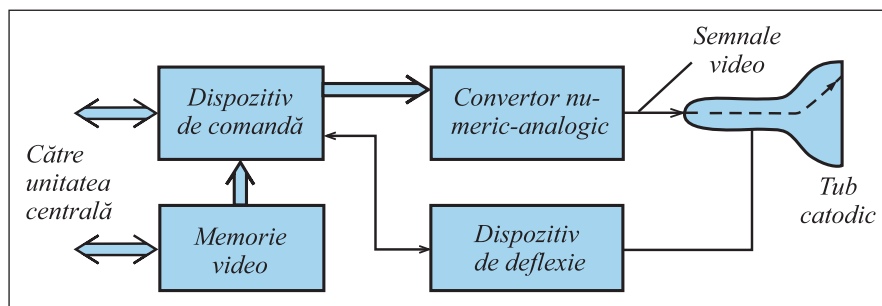 Semnale
video
Dispozitiv
de comandă
Convertor nu-
meric-analogic
Către
unitatea
centrală
Tub
catodic
Memorie
video
Dispozitiv
de deflexie